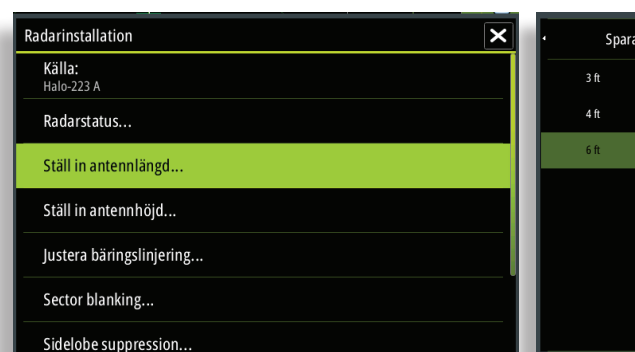 Radarinstallation
Källa:
Halo-223 A
Radarstatus...
Ställ in antennlängd...
Ställ in antennhöjd...
Justera bäringslinjering...
Sector blanking...
Sidelobe suppression...
Spara
3 ft
4 ft
6 ft